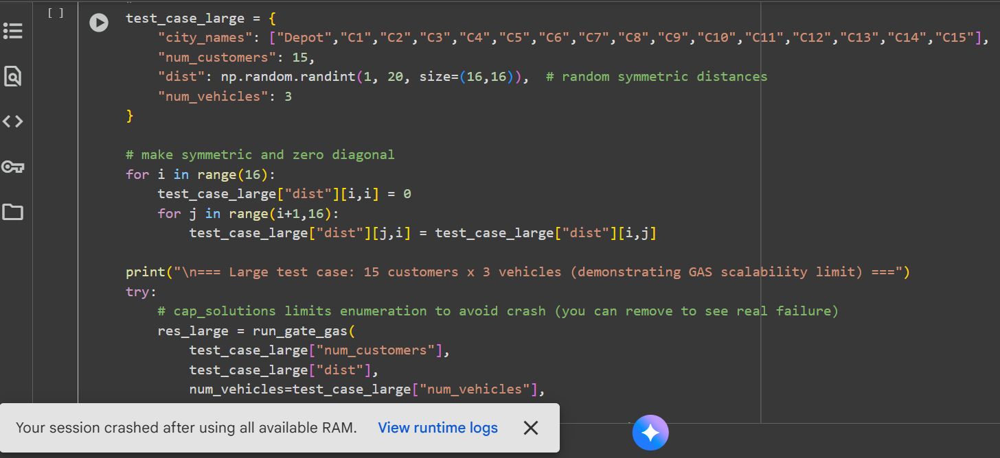 [ ]
test_case_large = {
    "city_names": ["Depot","C1","C2","C3","C4","C5","C6","C7","C8","C9","C10","C11","C12","C13","C14","C15"],
    "num_customers": 15,
    "dist": np.random.randint(1, 20, size=(16,16)),  # random symmetric distances
    "num_vehicles": 3
}

# make symmetric and zero diagonal
for i in range(16):
    test_case_large["dist"][i,i] = 0
    for j in range(i+1,16):
        test_case_large["dist"][j,i] = test_case_large["dist"][i,j]

print("\n=== Large test case: 15 customers x 3 vehicles (demonstrating GAS scalability limit) ===")
try:
    # cap_solutions limits enumeration to avoid crash (you can remove to see real failure)
    res_large = run_gate_gas(
        test_case_large["num_customers"],
        test_case_large["dist"],
        num_vehicles=test_case_large["num_vehicles"],
Your session crashed after using all available RAM. View runtime logs